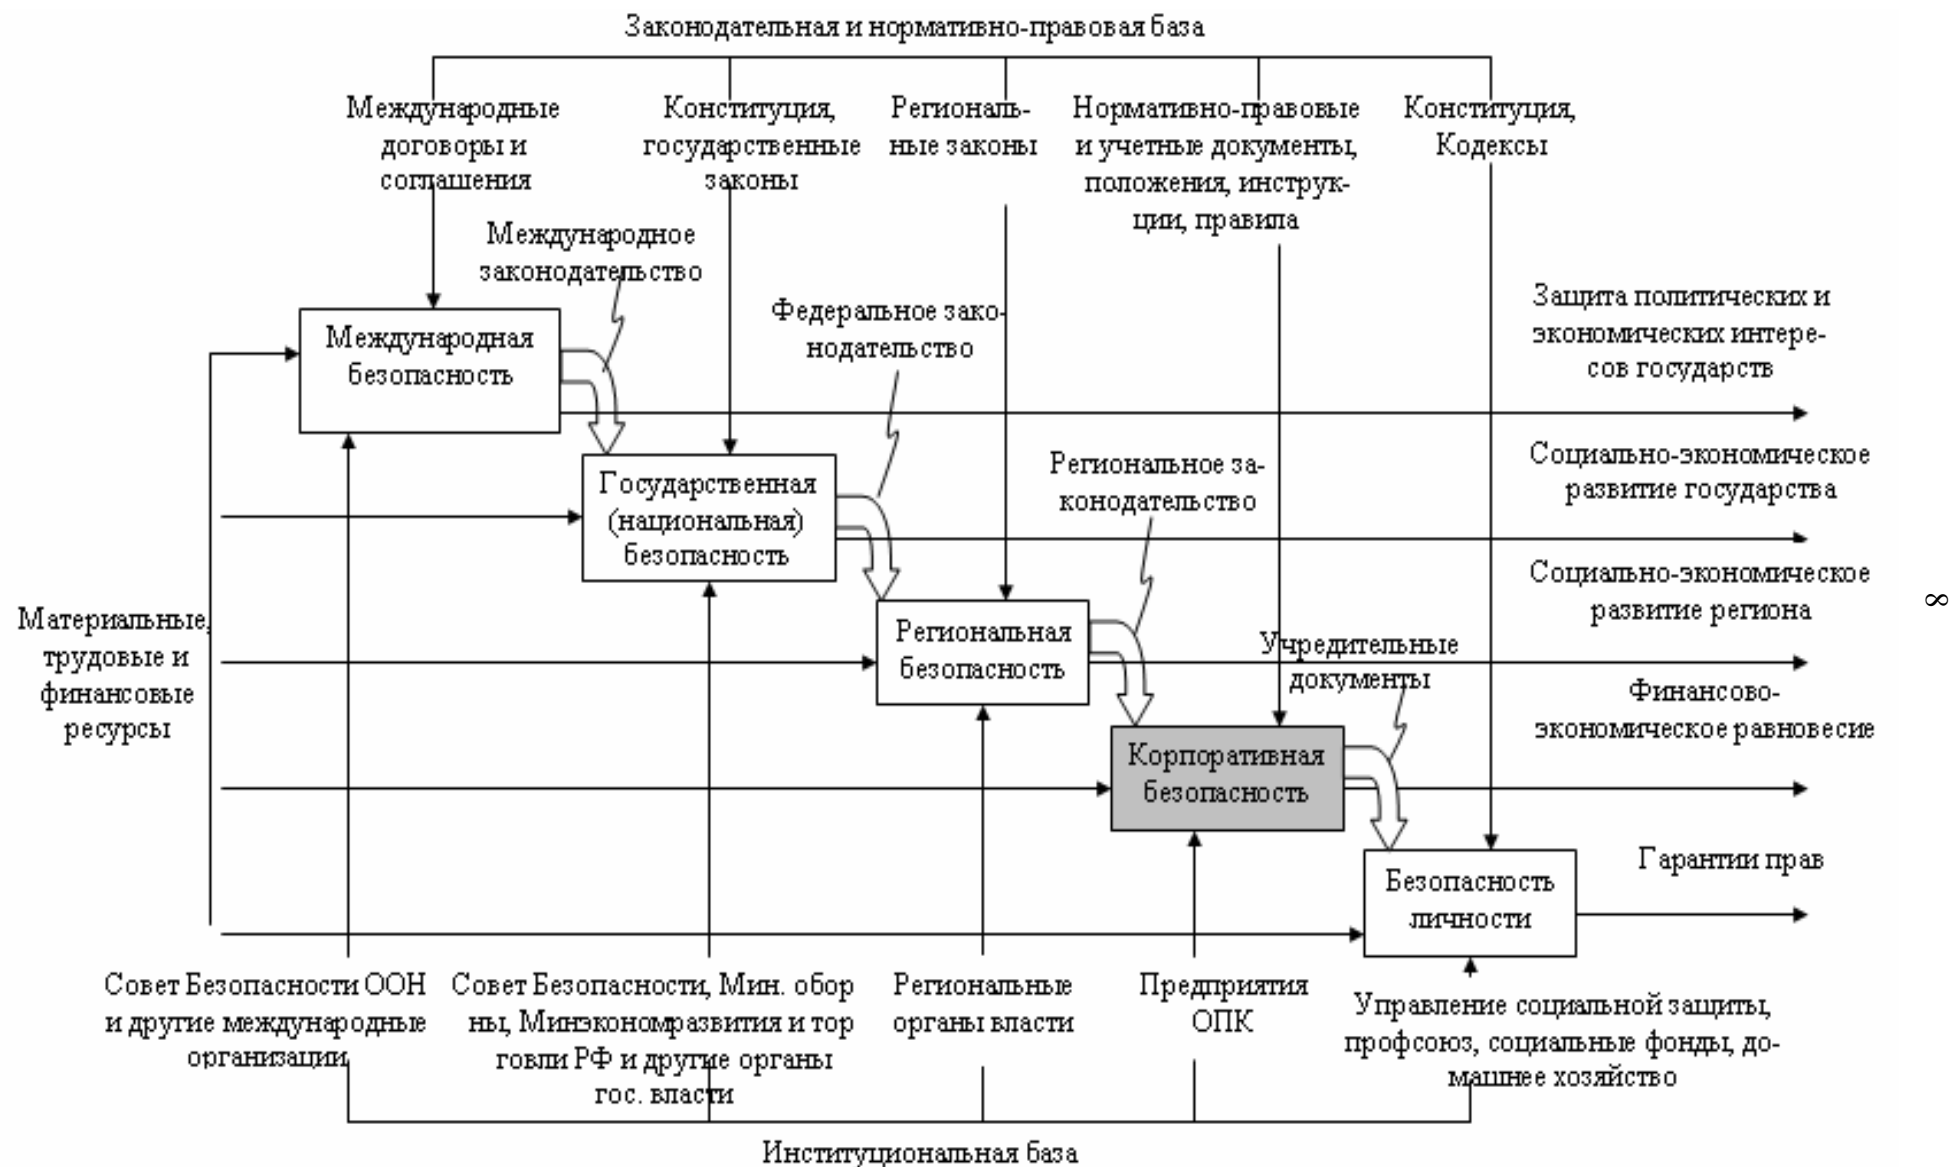 Законодательная и нормативно-правовая база
Международные
договоры и
соглашения
Конституция,
государственные
законы
Региональ-
ные законы
Нормативно-правовые
и учетные документы,
положения, инструк-
ции, правила
Конституция,
Кодексы
Международное
законодательство
Федеральное зако-
нодательство
Региональное за-
конодательство
Учредительные
документы
Международная
безопасность
Государственная
(национальная)
безопасность
Региональная
безопасность
Корпоративная
безопасность
Безопасность
личности
Защита политических и
экономических интере-
сов государств
Социально-экономическое
развитие государства
Социально-экономическое
развитие региона
Финансово-
экономическое равновесие
Гарантии прав
8
Материальные,
трудовые и
финансовые
ресурсы
Совет Безопасности ООН
и другие международные
организации
Совет Безопасности, Мин. обор
ны, Минэкономразвития и тор
говли РФ и другие органы
гос. власти
Региональные
органы власти
Предприятия
ОПК
Управление социальной защиты,
профсоюз, социальные фонды, до-
машнее хозяйство
Институциональная база